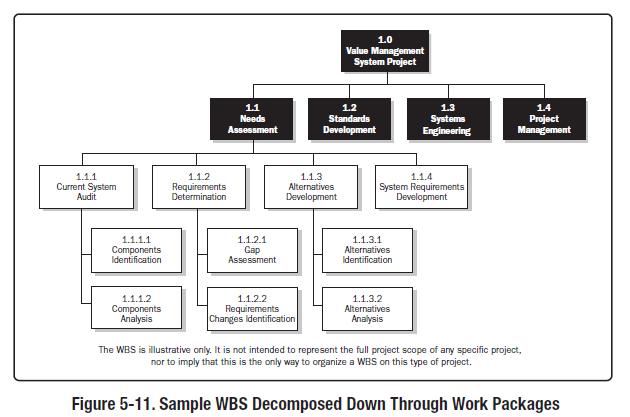 1.0
Value Management
System Project
1.1
Needs
Assessment
1.2
Standards
Development
1.3
Systems
Engineering
1.4
Project
Management
1.1.1
Current System
Audit
1.1.2
Requirements
Determination
1.1.3
Alternatives
Development
1.1.4
System Requirements
Development
1.1.1.1
Components
Identification
1.1.2.1
Gap
Assessment
1.1.3.1
Alternatives
Identification
1.1.1.2
Components
Analysis
1.1.2.2
Requirements
Changes Identification
1.1.3.2
Alternatives
Analysis
The WBS is illustrative only. It is not intended to represent the full project scope of any specific project,
nor to imply that this is the only way to organize a WBS on this type of project.
Figure 5-11. Sample WBS Decomposed Down Through Work Packages